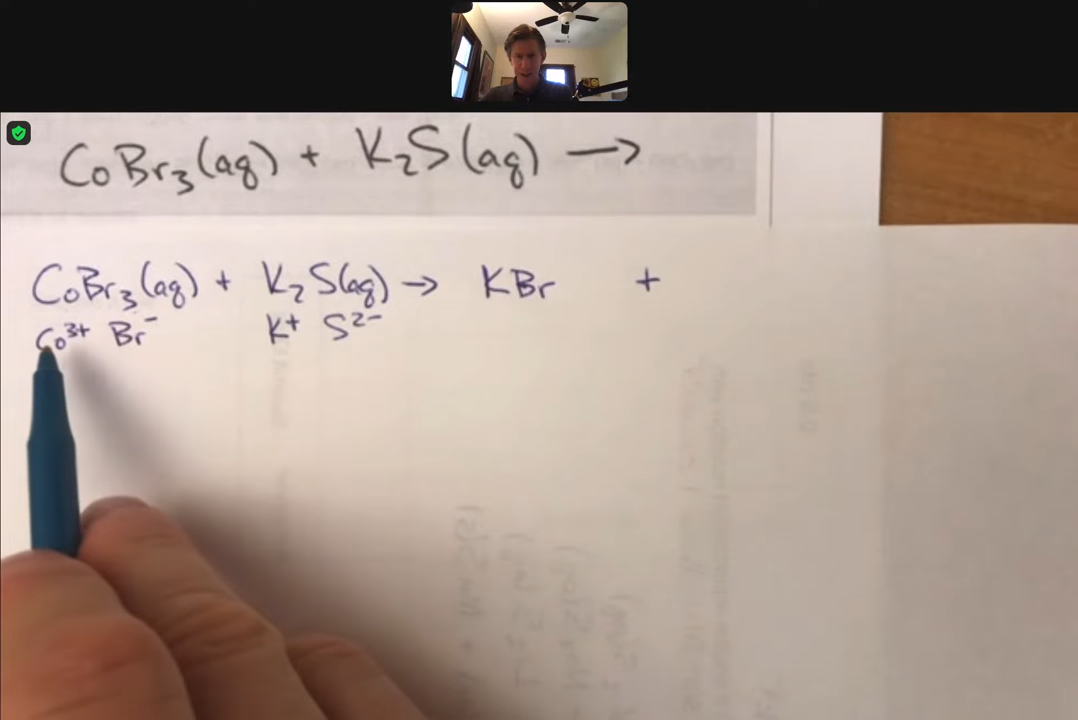 CoBr₃(aq) + K₂S(aq) →
CoBr₃(aq) + K₂S(aq) → KBr +
Co³⁺ Br⁻ K⁺ S²⁻